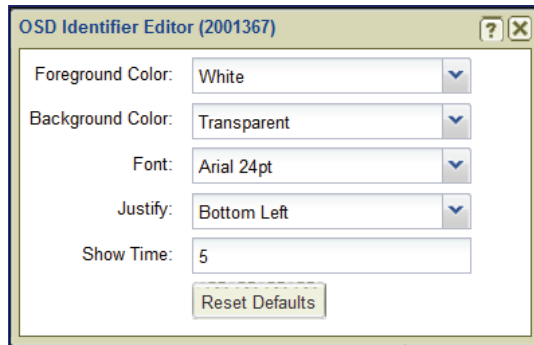 OSD Identifier Editor (2001367) ? X
Foreground Color: White
Background Color: Transparent
Font: Arial 24pt
Justify: Bottom Left
Show Time: 5
Reset Defaults